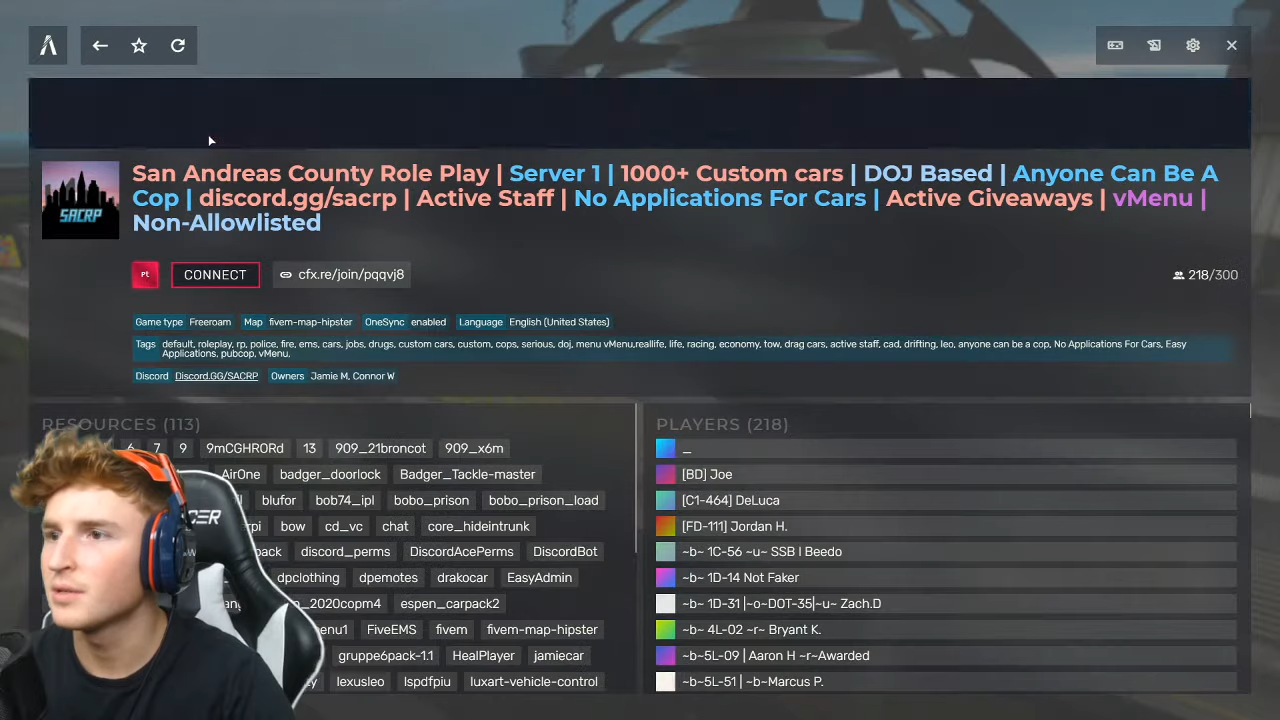 San Andreas County Role Play | Server 1 | 1000+ Custom cars | DOJ Based | Anyone Can Be A
Cop | discord.gg/sacrp | Active Staff | No Applications For Cars | Active Giveaways | vMenu |
Non-Allowlisted
SACRP
Pt CONNECT cfx.re/join/pqqvj8 218/300
Game type Freeroam Map fivem-map-hipster OneSync enabled Language English (United States)
Tags default, roleplay, rp, police, fire, ems, cars, jobs, drugs, custom cars, custom, cops, serious, doj, menu vMenu,reallife, life, racing, economy, tow, drag cars, active staff, cad, drifting, leo, anyone can be a cop, No Applications For Cars, Easy
Applications, pubcop, vMenu,
Discord Discord.GG/SACRP Owners Jamie M, Connor W
RESOURCES (113)
6 7 9 9mCGHRORd 13 909_21broncot 909_x6m
AirOne badger_doorlock Badger_Tackle-master
blufor bob74_ipl bobo_prison bobo_prison_load
bow cd_vc chat core_hideintrunk
discord_perms DiscordAcePerms DiscordBot
dpclothing dpemotes drakocar EasyAdmin
espen_carpack2
FiveEMS fivem fivem-map-hipster
gruppe6pack-1.1 HealPlayer jamiecar
lexusleo lspdfpiu luxart-vehicle-control
PLAYERS (218)
_
[BD] Joe
[C1-464] DeLuca
[FD-111] Jordan H.
~b~ 1C-56 ~u~ SSB I Beedo
~b~ 1D-14 Not Faker
~b~ 1D-31 |~o~DOT-35|~u~ Zach.D
~b~ 4L-02 ~r~ Bryant K.
~b~5L-09 | Aaron H ~r~Awarded
~b~5L-51 | ~b~Marcus P.